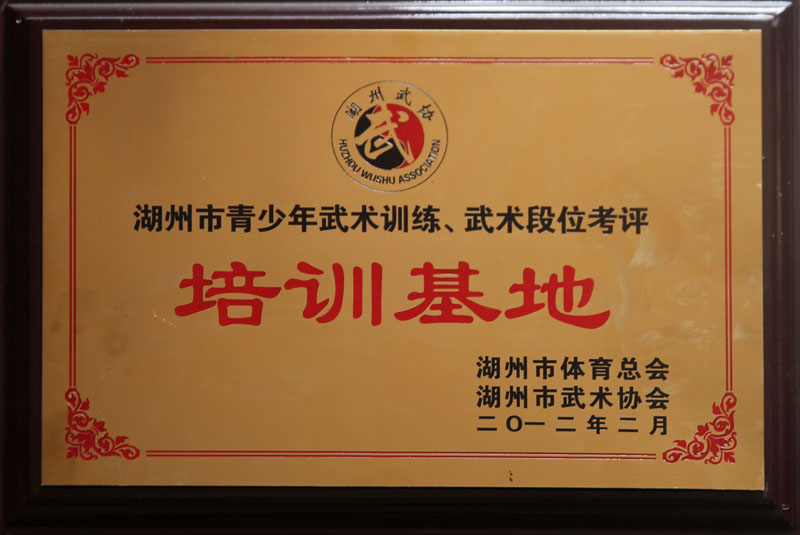 湖州武协
武
HUZHOU WUSHU ASSOCIATION
湖州市青少年武术训练、武术段位考评
培训基地
湖州市体育总会
湖州市武术协会
二〇一二年二月